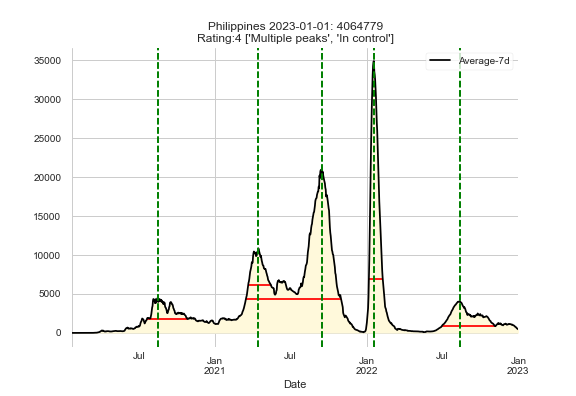 Philippines 2023-01-01: 4064779
Rating:4 ['Multiple peaks', 'In control']
Average-7d
35000
30000
25000
20000
15000
10000
5000
0
Jul
Jan
2021
Jul
Jan
2022
Jul
Jan
2023
Date